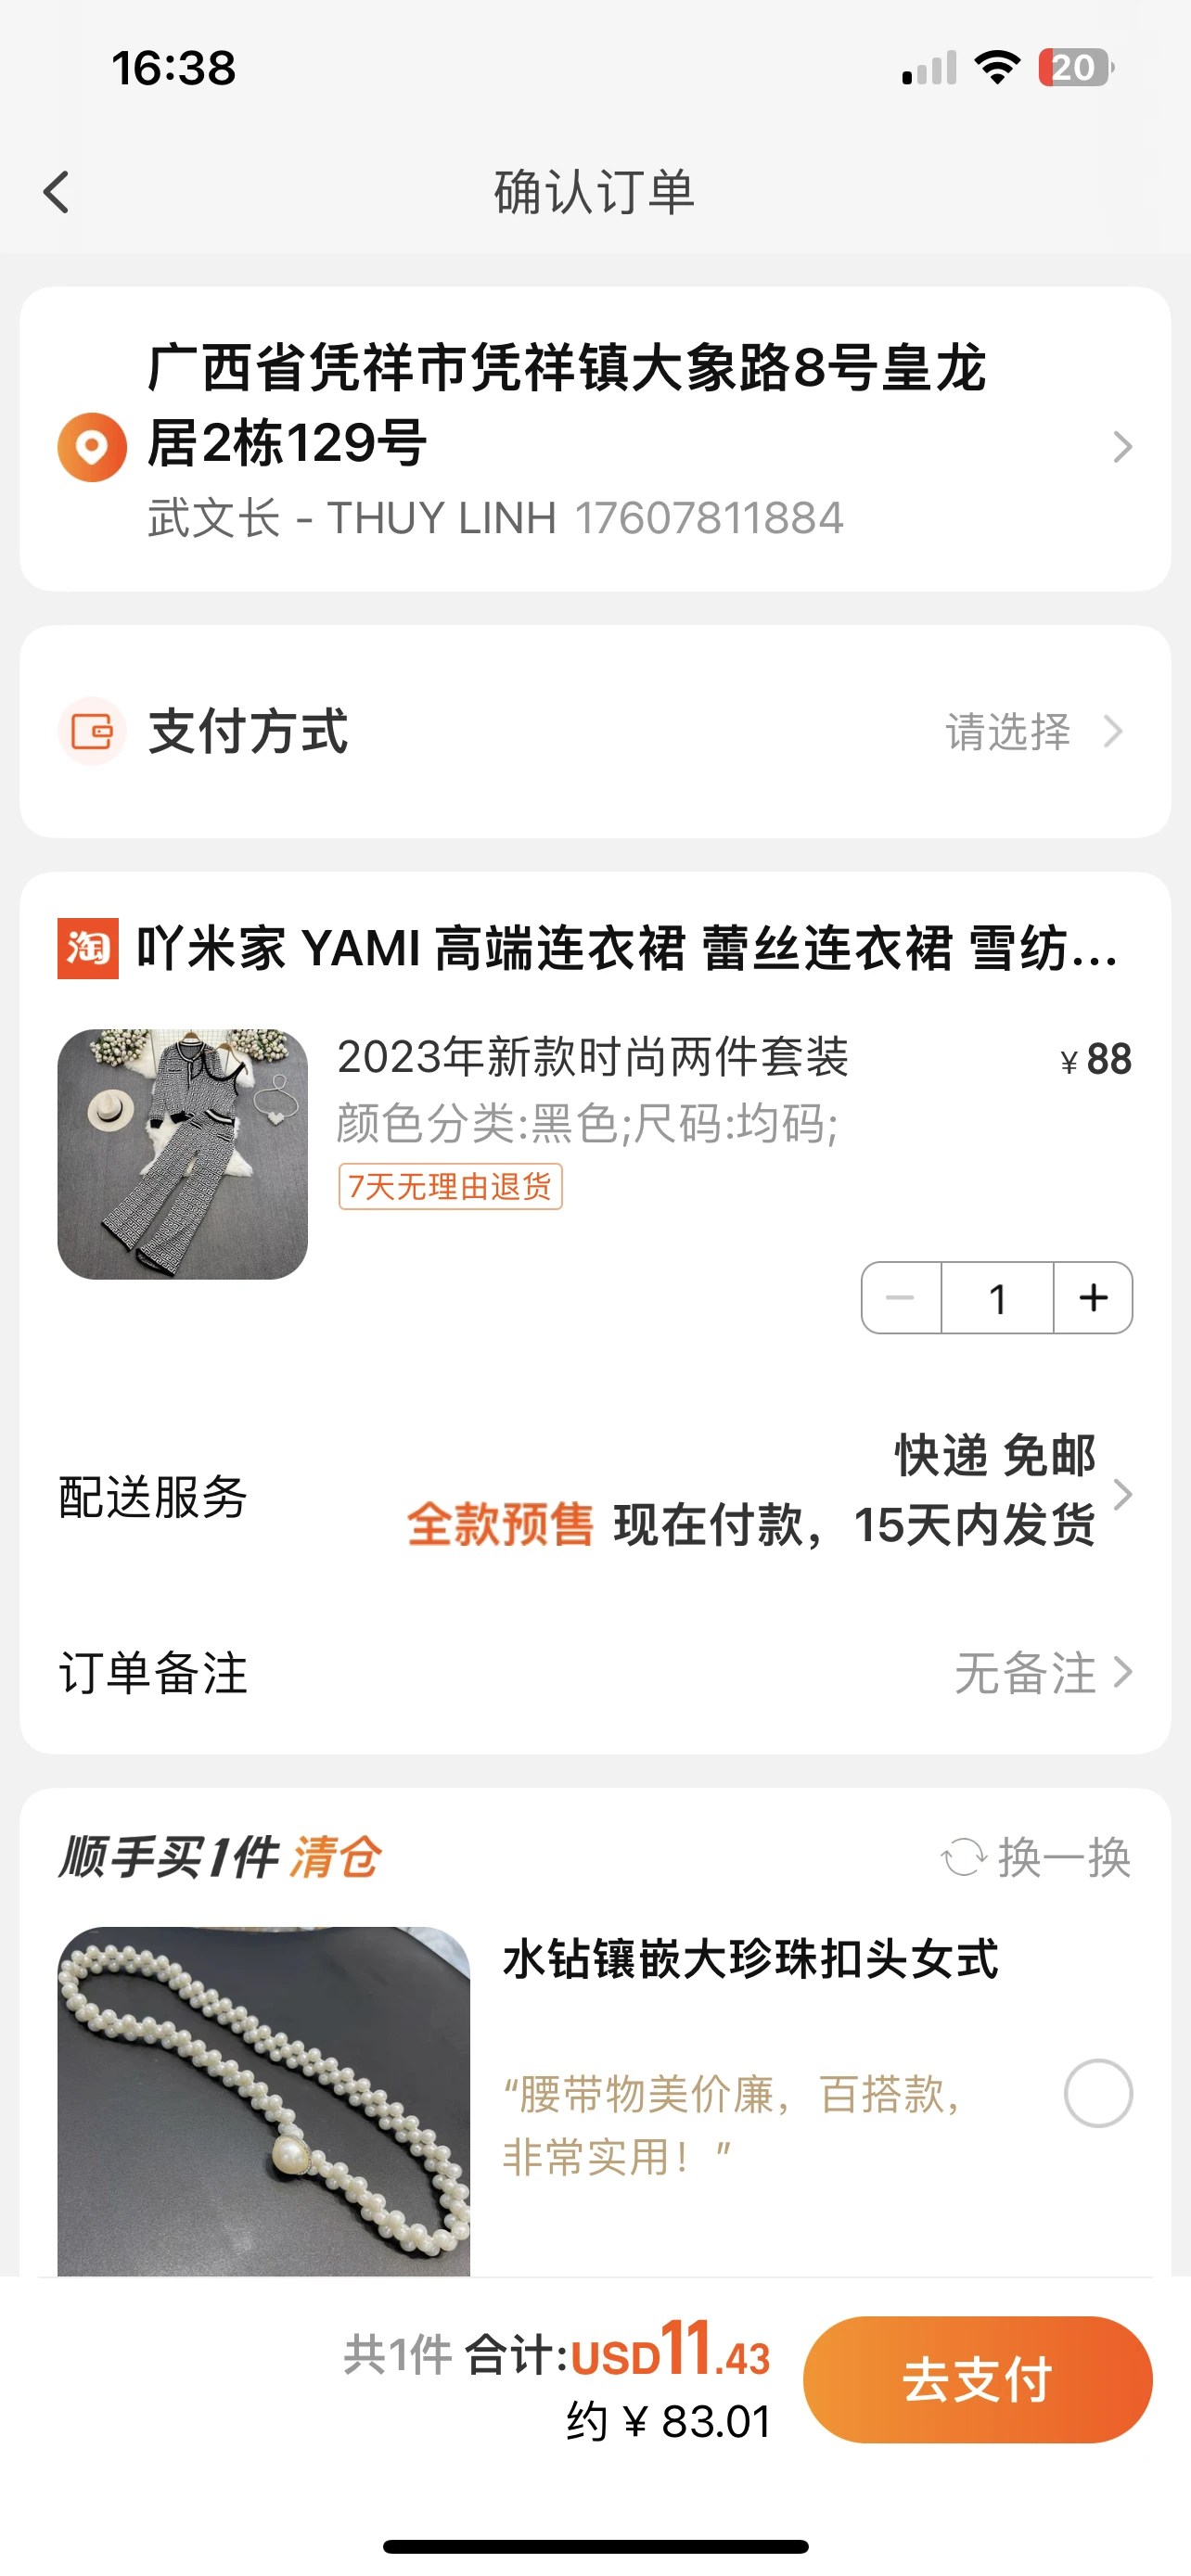 16:38
20
确认订单
广西省凭祥市凭祥镇大象路8号皇龙
居2栋129号
武文长 - THUY LINH 17607811884
支付方式 请选择
淘 吖米家 YAMI 高端连衣裙 蕾丝连衣裙 雪纺...
2023年新款时尚两件套装 ¥ 88
颜色分类:黑色;尺码:均码;
7天无理由退货
1
快递 免邮
配送服务
全款预售 现在付款，15天内发货
订单备注 无备注
顺手买1件 清仓 换一换
水钻镶嵌大珍珠扣头女式
“腰带物美价廉，百搭款，
非常实用！”
共1件 合计:USD11.43
约 ¥ 83.01
去支付